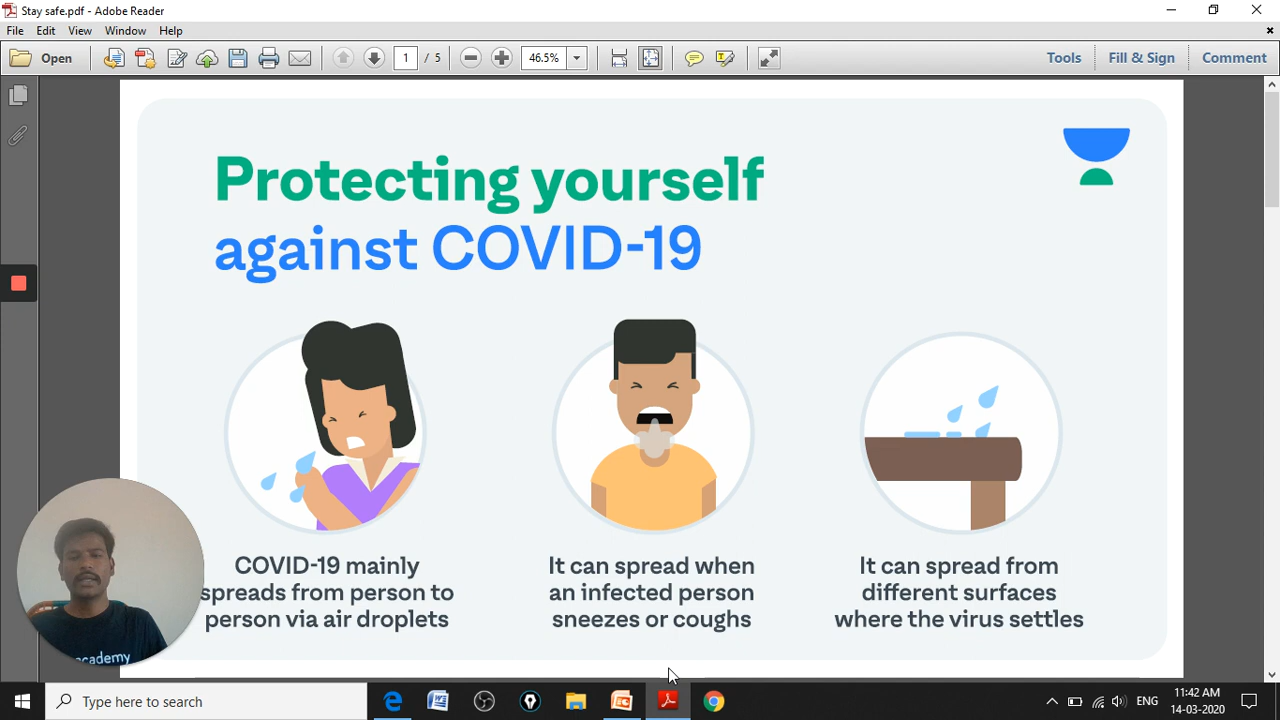 Stay safe.pdf - Adobe Reader
File Edit View Window Help
Open
1 / 5
46.5%
Tools
Fill & Sign
Comment
Protecting yourself
against COVID-19
COVID-19 mainly
spreads from person to
person via air droplets
It can spread when
an infected person
sneezes or coughs
It can spread from
different surfaces
where the virus settles
academy
Type here to search
ENG
11:42 AM
14-03-2020